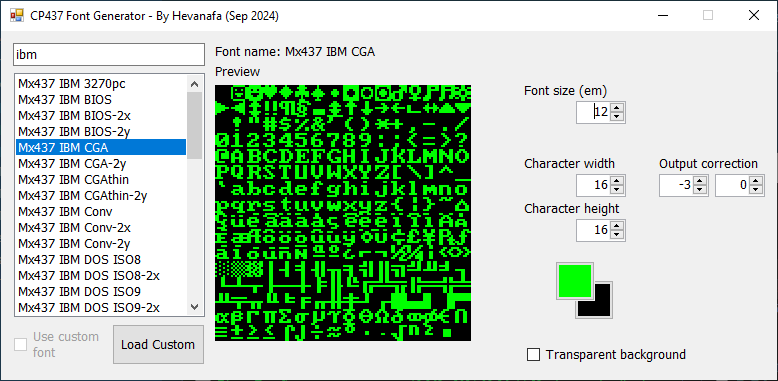 CP437 Font Generator - By Hevanafa (Sep 2024)
ibm
Font name: Mx437 IBM CGA
Preview
Mx437 IBM 3270pc
Mx437 IBM BIOS
Mx437 IBM BIOS-2x
Mx437 IBM BIOS-2y
Mx437 IBM CGA
Mx437 IBM CGA-2y
Mx437 IBM CGAthin
Mx437 IBM CGAthin-2y
Mx437 IBM Conv
Mx437 IBM Conv-2x
Mx437 IBM Conv-2y
Mx437 IBM DOS ISO8
Mx437 IBM DOS ISO8-2x
Mx437 IBM DOS ISO9
Mx437 IBM DOS ISO9-2x
!"#$%&'()*+,-./
0123456789:;<=>?
@ABCDEFGHIJKLMNO
PQRSTUVWXYZ[\]^_
`abcdefghijklmno
pqrstuvwxyz{|}~
Font size (em)
12
Character width
16
Output correction
-3
0
Character height
16
Use custom
font
Load Custom
Transparent background